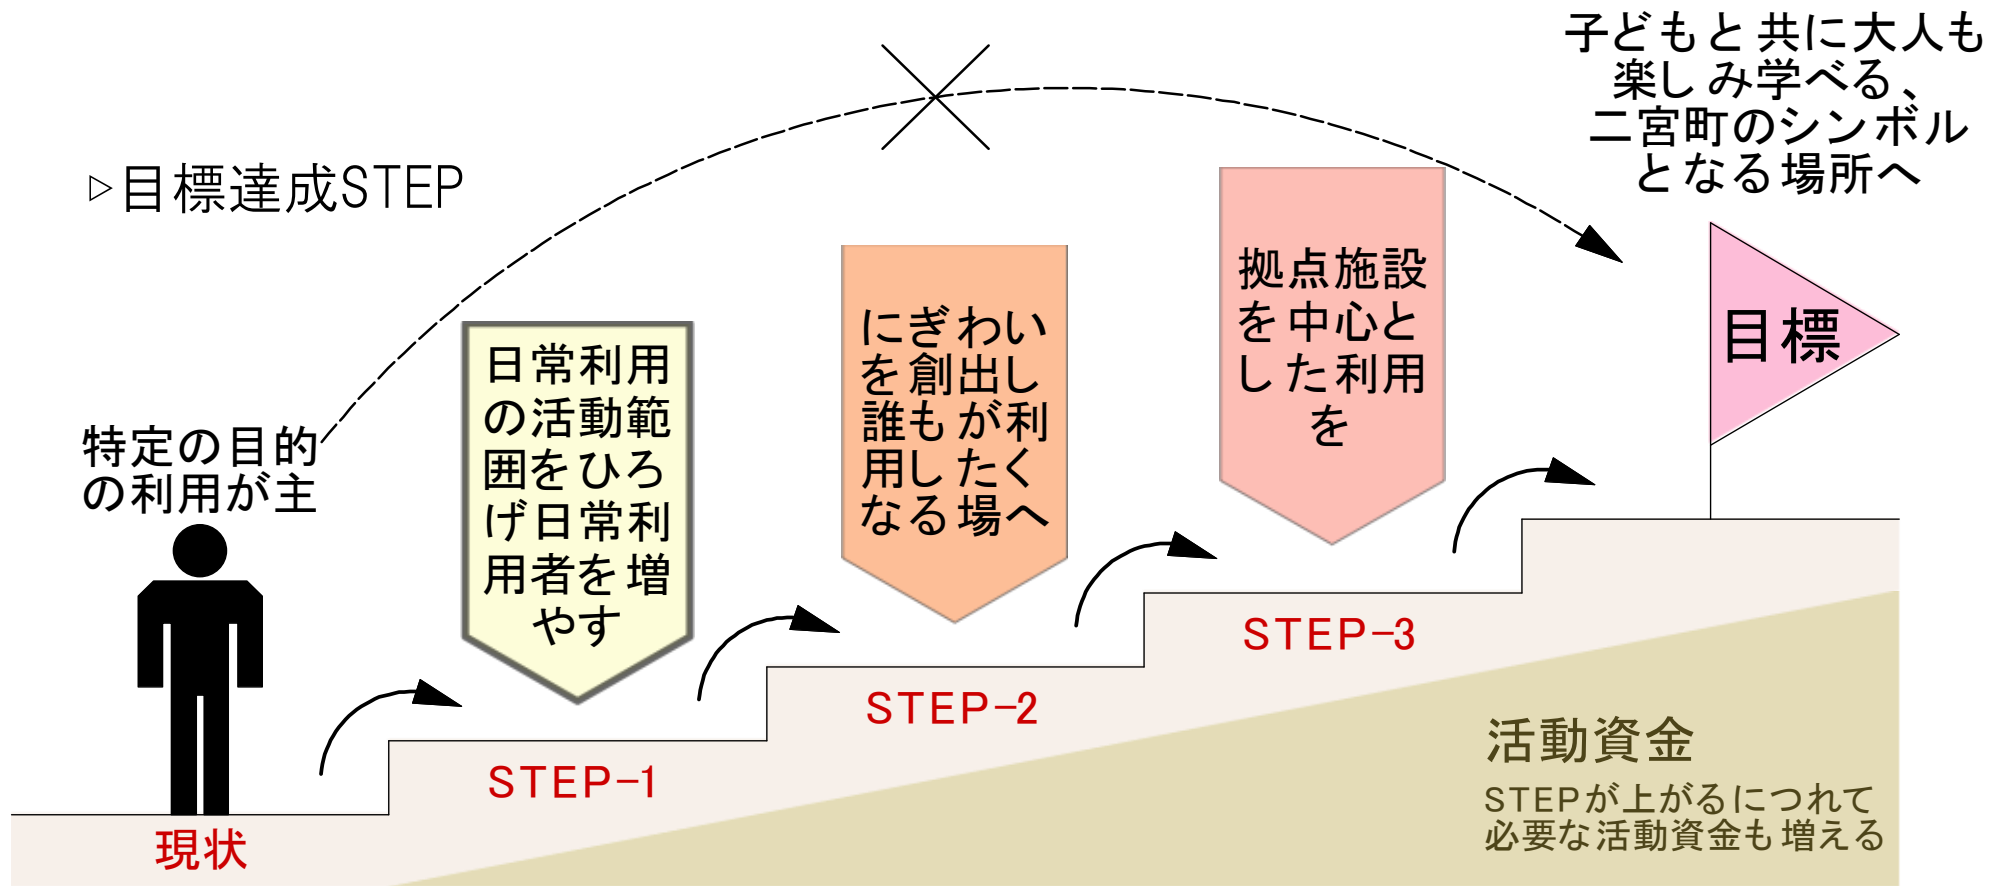 子どもと共に大人も
楽しみ学べる、
二宮町のシンボル
となる場所へ
▷目標達成STEP
目標
特定の目的
の利用が主
日常利用
の活動範
囲をひろ
げ日常利
用者を増
やす
にぎわい
を創出し
誰もが利
用したく
なる場へ
拠点施設
を中心と
した利用
を
現状
STEP-1
STEP-2
STEP-3
活動資金
STEPが上がるにつれて
必要な活動資金も増える